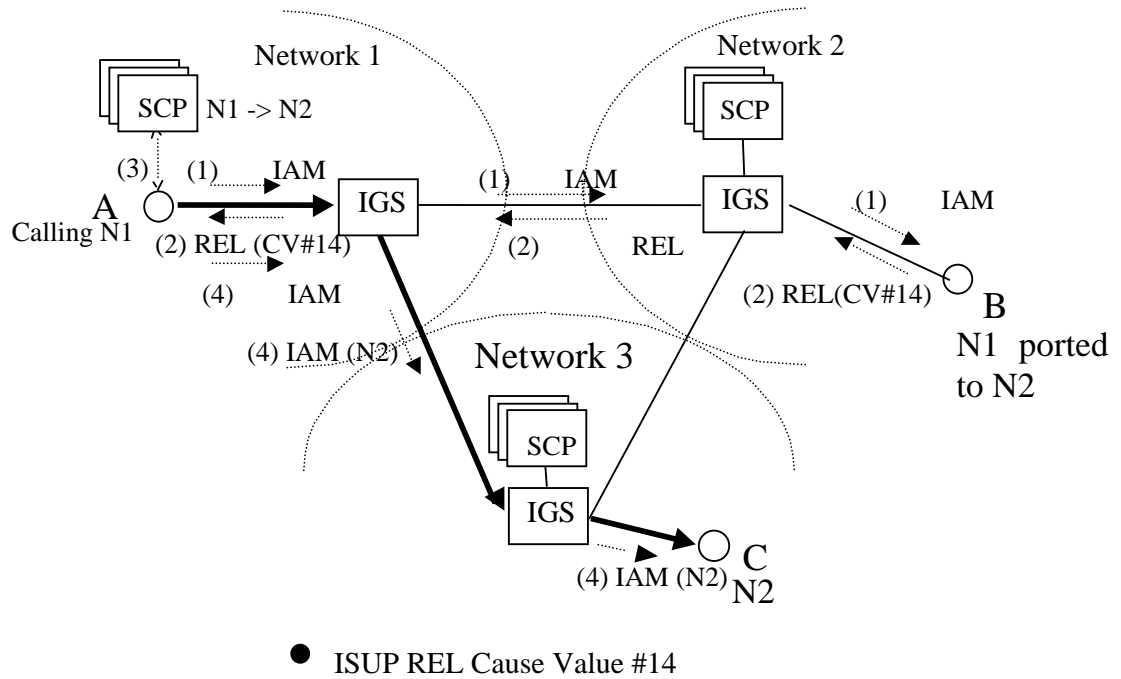 Network 1
Network 2
SCP
N1 -> N2
SCP
(3)
(1)
IAM
(1)
IAM
IGS
IGS
(1)
IAM
A
Calling N1
(2) REL (CV#14)
(2)
REL
(2) REL(CV#14)
(4)
IAM
B
N1 ported
to N2
(4) IAM (N2)
Network 3
SCP
IGS
C
(4) IAM (N2)
N2
● ISUP REL Cause Value #14